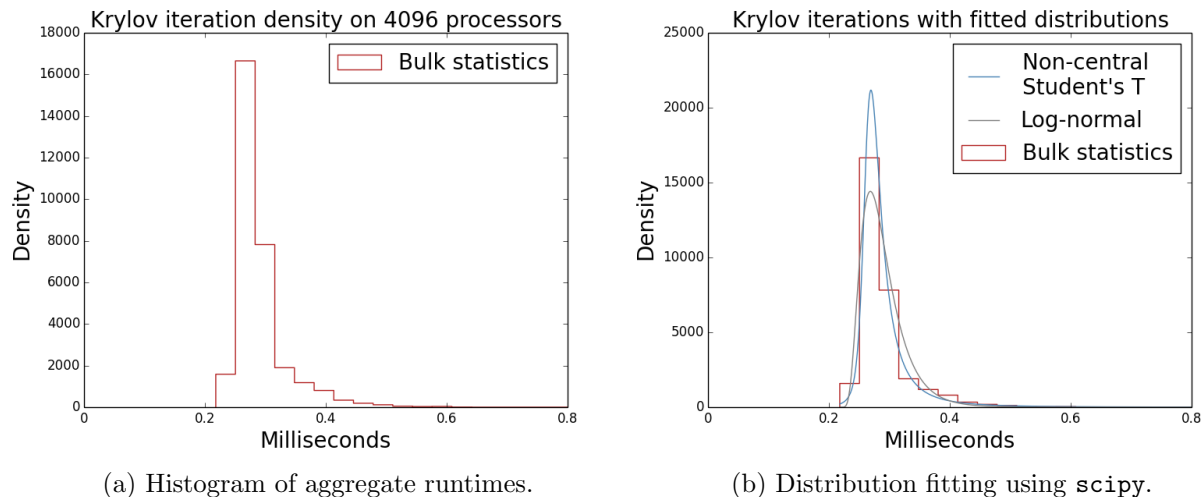 Krylov iteration density on 4096 processors
18000
16000
14000
12000
10000
8000
6000
4000
2000
0
Density
Bulk statistics
0
0.2
0.4
0.6
0.8
Milliseconds
(a) Histogram of aggregate runtimes.
Krylov iterations with fitted distributions
25000
20000
15000
10000
5000
0
Density
Non-central
Student's T
Log-normal
Bulk statistics
0
0.2
0.4
0.6
0.8
Milliseconds
(b) Distribution fitting using scipy.